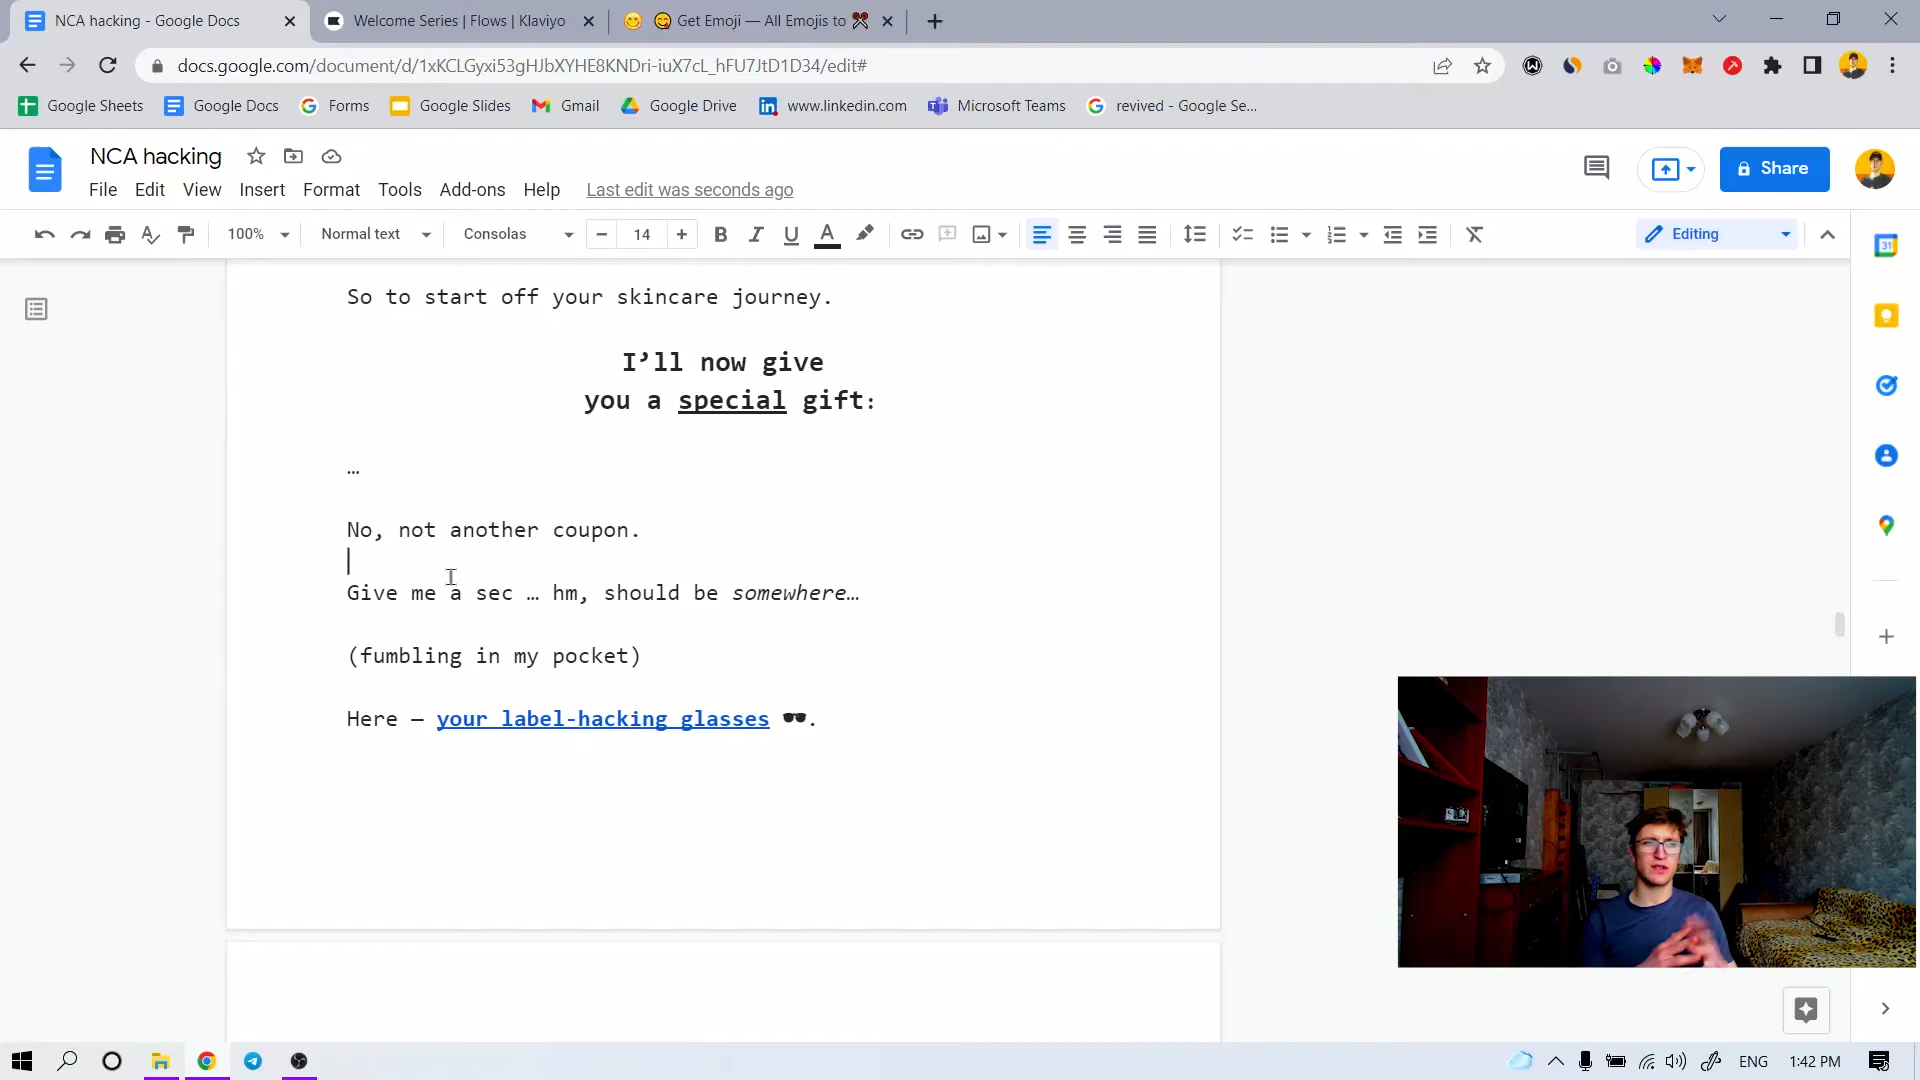 NCA hacking - Google Docs
Welcome Series | Flows | Klaviyo
😋 Get Emoji — All Emojis to ✂
docs.google.com/document/d/1xKCLGyxi53gHJbXYHE8KNDri-iuX7cL_hFU7JtD1D34/edit#
Google Sheets
Google Docs
Forms
Google Slides
Gmail
Google Drive
www.linkedin.com
Microsoft Teams
revived - Google Se...
NCA hacking
File Edit View Insert Format Tools Add-ons Help Last edit was seconds ago
Share
100% Normal text Consolas 14 Editing
So to start off your skincare journey.
I’ll now give
you a special gift:
…
No, not another coupon.
Give me a sec … hm, should be somewhere…
(fumbling in my pocket)
Here — your label-hacking glasses 🕶.
ENG 1:42 PM